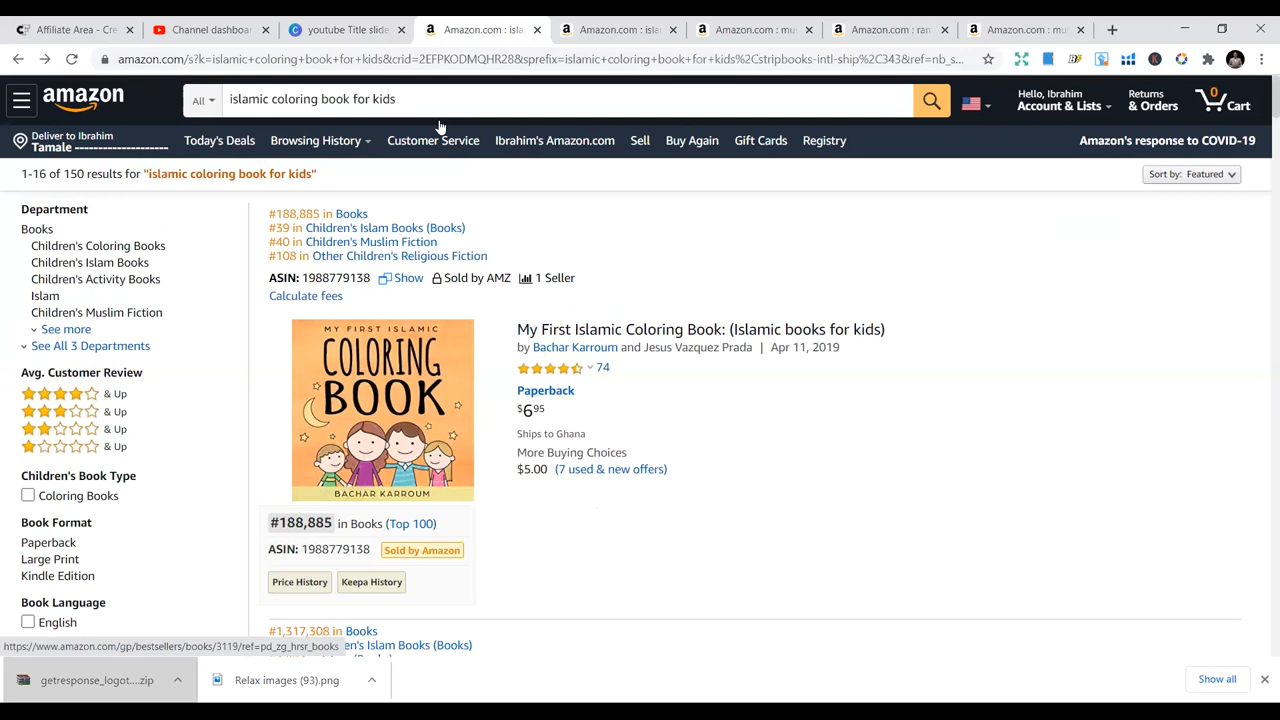 Affiliate Area - Cre
Channel dashboa
youtube Title slide
Amazon.com : isla
Amazon.com : isla
Amazon.com : mu
Amazon.com : ran
Amazon.com : mu
amazon.com/s?k=islamic+coloring+book+for+kids&crid=2EFPKODMQHR28&sprefix=islamic+coloring+book+for+kids%2Cstripbooks-intl-ship%2C343&ref=nb_s...
amazon
All
islamic coloring book for kids
Hello, Ibrahim
Account & Lists
Returns
& Orders
0
Cart
Deliver to Ibrahim
Tamale
Today's Deals
Browsing History
Customer Service
Ibrahim's Amazon.com
Sell
Buy Again
Gift Cards
Registry
Amazon's response to COVID-19
1-16 of 150 results for "islamic coloring book for kids"
Sort by: Featured
Department
Books
Children's Coloring Books
Children's Islam Books
Children's Activity Books
Islam
Children's Muslim Fiction
See more
See All 3 Departments
Avg. Customer Review
& Up
& Up
& Up
& Up
Children's Book Type
Coloring Books
Book Format
Paperback
Large Print
Kindle Edition
Book Language
English
#188,885 in Books
#39 in Children's Islam Books (Books)
#40 in Children's Muslim Fiction
#108 in Other Children's Religious Fiction
ASIN: 1988779138 Show Sold by AMZ 1 Seller
Calculate fees
MY FIRST ISLAMIC
COLORING
BOOK
BACHAR KARROUM
My First Islamic Coloring Book: (Islamic books for kids)
by Bachar Karroum and Jesus Vazquez Prada | Apr 11, 2019
74
Paperback
$695
Ships to Ghana
More Buying Choices
$5.00 (7 used & new offers)
#188,885 in Books (Top 100)
ASIN: 1988779138 Sold by Amazon
Price History
Keepa History
#1,317,308 in Books
en's Islam Books (Books)
https://www.amazon.com/gp/bestsellers/books/3119/ref=pd_zg_hrsr_books
getresponse_logot....zip
Relax images (93).png
Show all